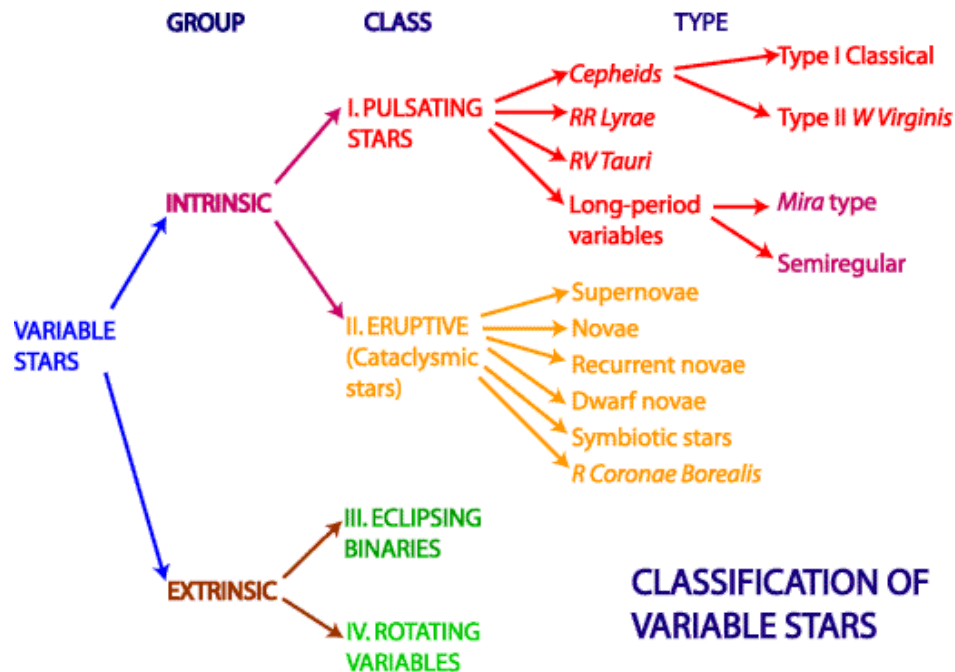 GROUP
CLASS
TYPE
VARIABLE
STARS
INTRINSIC
I. PULSATING
STARS
Cepheids
Type I Classical
Type II W Virginis
RR Lyrae
RV Tauri
Long-period
variables
Mira type
Semiregular
II. ERUPTIVE
(Cataclysmic
stars)
Supernovae
Novae
Recurrent novae
Dwarf novae
Symbiotic stars
R Coronae Borealis
EXTRINSIC
III. ECLIPSING
BINARIES
IV. ROTATING
VARIABLES
CLASSIFICATION OF
VARIABLE STARS